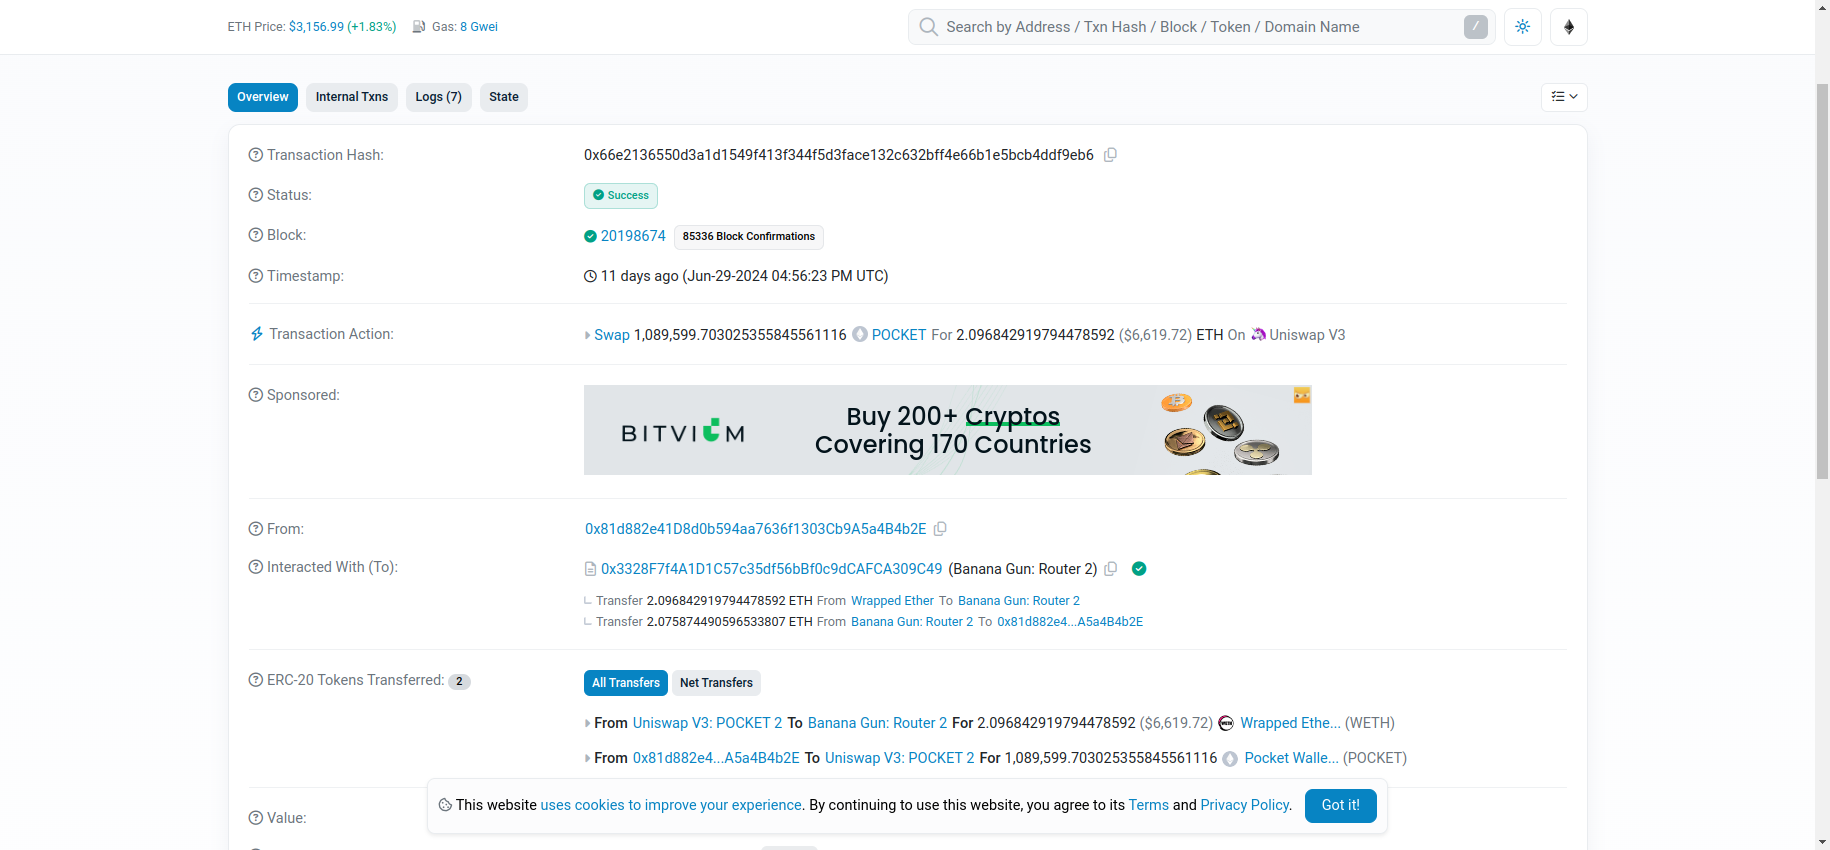 ETH Price: $3,156.99 (+1.83%) Gas: 8 Gwei
Search by Address / Txn Hash / Block / Token / Domain Name /
Overview Internal Txns Logs (7) State
Transaction Hash: 0x66e2136550d3a1d1549f413f344f5d3face132c632bff4e66b1e5bcb4ddf9eb6
Status: Success
Block: 20198674 85336 Block Confirmations
Timestamp: 11 days ago (Jun-29-2024 04:56:23 PM UTC)
Transaction Action: Swap 1,089,599.703025355845561116 POCKET For 2.096842919794478592 ($6,619.72) ETH On Uniswap V3
Sponsored:
BITVIUM
Buy 200+ Cryptos
Covering 170 Countries
From: 0x81d882e41D8d0b594aa7636f1303Cb9A5a4B4b2E
Interacted With (To): 0x3328F7f4A1D1C57c35df56bBf0c9dCAFCA309C49 (Banana Gun: Router 2)
Transfer 2.096842919794478592 ETH From Wrapped Ether To Banana Gun: Router 2
Transfer 2.075874490596533807 ETH From Banana Gun: Router 2 To 0x81d882e4...A5a4B4b2E
ERC-20 Tokens Transferred: 2 All Transfers Net Transfers
From Uniswap V3: POCKET 2 To Banana Gun: Router 2 For 2.096842919794478592 ($6,619.72) Wrapped Ethe... (WETH)
From 0x81d882e4...A5a4B4b2E To Uniswap V3: POCKET 2 For 1,089,599.703025355845561116 Pocket Walle... (POCKET)
This website uses cookies to improve your experience. By continuing to use this website, you agree to its Terms and Privacy Policy. Got it!
Value: